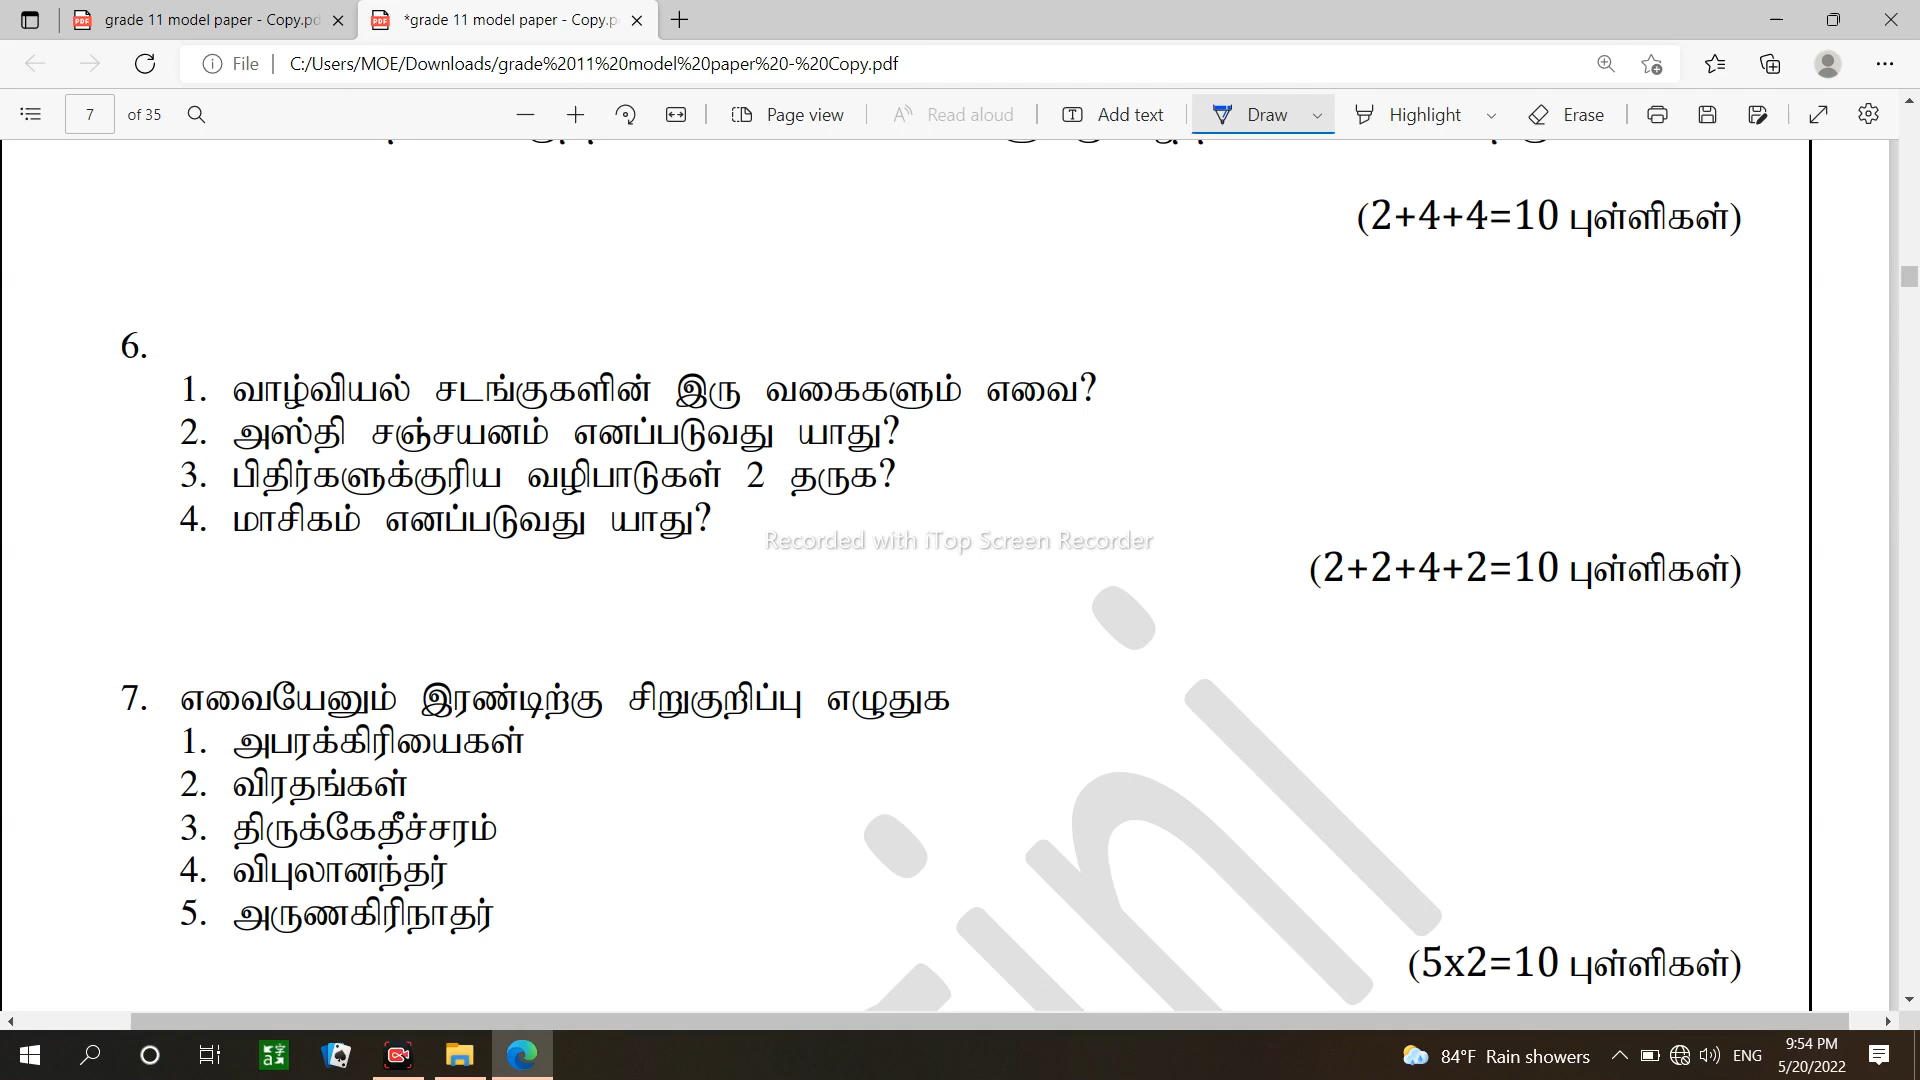 grade 11 model paper - Copy.pd
*grade 11 model paper - Copy.p
File
C:/Users/MOE/Downloads/grade%2011%20model%20paper%20-%20Copy.pdf
7 of 35
Page view
Read aloud
Add text
Draw
Highlight
Erase
(2+4+4=10 புள்ளிகள்)
6.
1. வாழ்வியல் சடங்குகளின் இரு வகைகளும் எவை?
2. அஸ்தி சஞ்சயனம் எனப்படுவது யாது?
3. பிதிர்களுக்குரிய வழிபாடுகள் 2 தருக?
4. மாசிகம் எனப்படுவது யாது?
Recorded with iTop Screen Recorder
(2+2+4+2=10 புள்ளிகள்)
7. எவையேனும் இரண்டிற்கு சிறுகுறிப்பு எழுதுக
1. அபரக்கிரியைகள்
2. விரதங்கள்
3. திருக்கேதீச்சரம்
4. விபுலானந்தர்
5. அருணகிரிநாதர்
(5x2=10 புள்ளிகள்)
84°F Rain showers
ENG
9:54 PM
5/20/2022